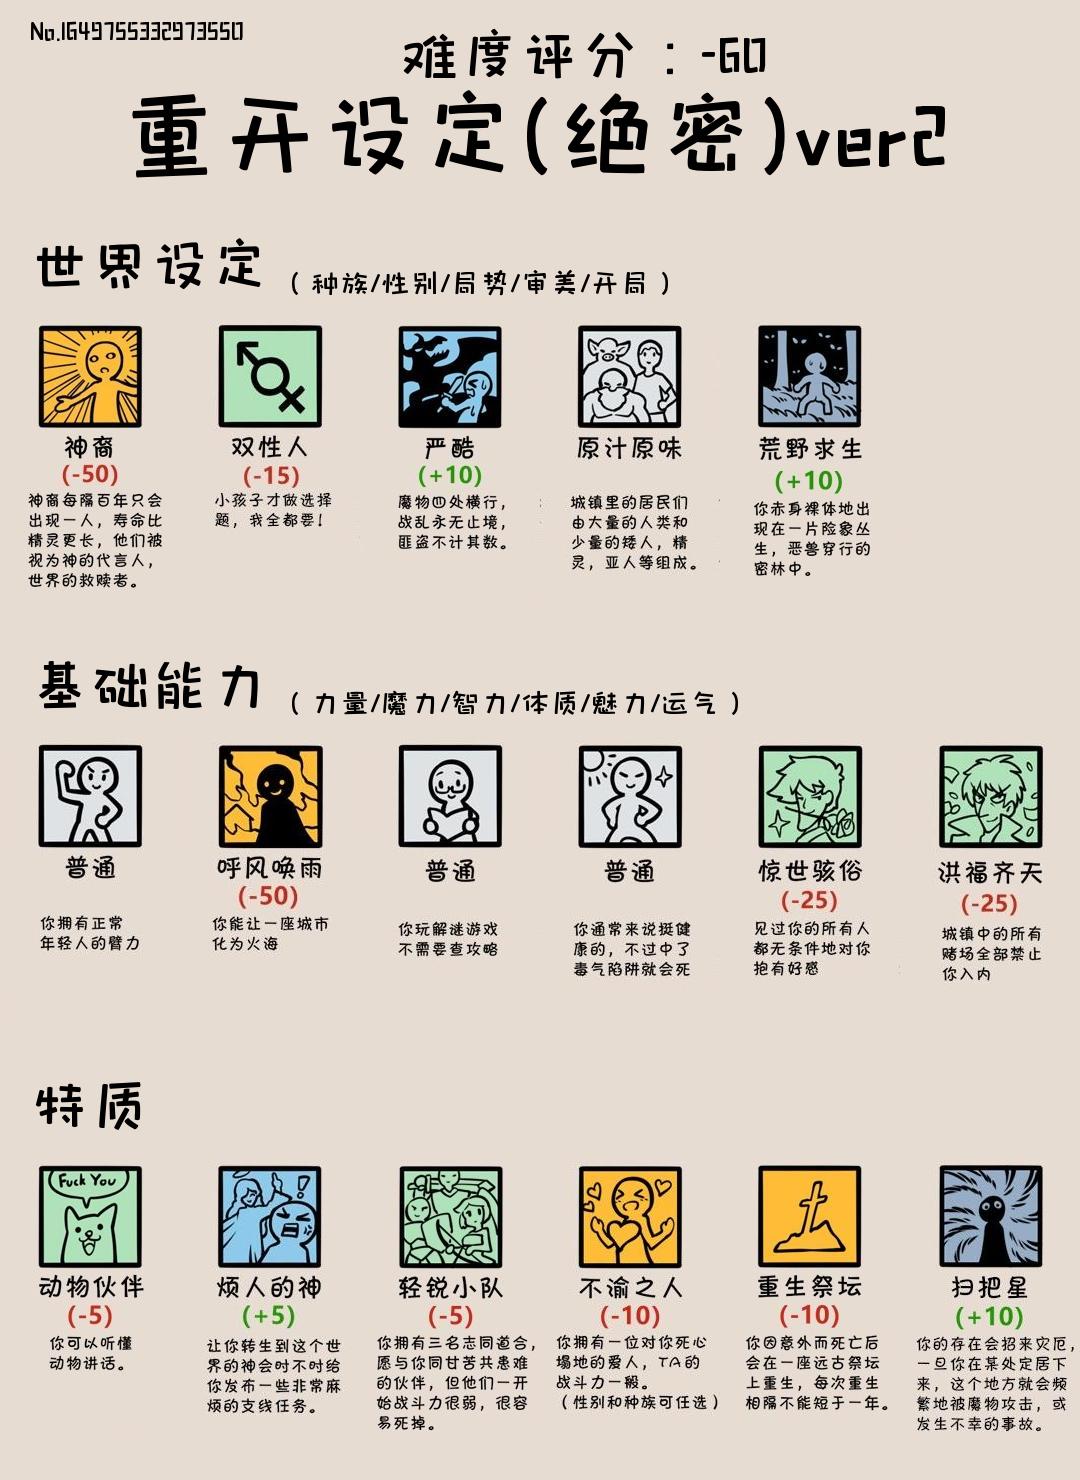 No.1649755332973550
难度评分：-60
重开设定(绝密)ver2
世界设定（种族/性别/局势/审美/开局）
神裔
(-50)
神裔每隔百年只会
出现一人，寿命比
精灵更长，他们被
视为神的代言人，
世界的救赎者。
双性人
(-15)
小孩子才做选择
题，我全都要！
严酷
(+10)
魔物四处横行，
战乱永无止境，
匪盗不计其数。
原汁原味
城镇里的居民们
由大量的人类和
少量的矮人，精
灵，亚人等组成。
荒野求生
(+10)
你赤身裸体地出
现在一片险象丛
生，恶兽穿行的
密林中。
基础能力（力量/魔力/智力/体质/魅力/运气）
普通
你拥有正常
年轻人的臂力
呼风唤雨
(-50)
你能让一座城市
化为火海
普通
你玩解谜游戏
不需要查攻略
普通
你通常来说挺健
康的，不过中了
毒气陷阱就会死
惊世骇俗
(-25)
见过你的所有人
都无条件地对你
抱有好感
洪福齐天
(-25)
城镇中的所有
赌场全部禁止
你入内
特质
Fuck You
动物伙伴
(-5)
你可以听懂
动物讲话。
烦人的神
(+5)
让你转生到这个世
界的神会时不时给
你发布一些非常麻
烦的支线任务。
轻锐小队
(-5)
你拥有三名志同道合，
愿与你同甘苦共患难
的伙伴，但他们一开
始战斗力很弱，很容
易死掉。
不渝之人
(-10)
你拥有一位对你死心
塌地的爱人，TA的
战斗力一般。
（性别和种族可任选）
重生祭坛
(-10)
你因意外而死亡后
会在一座远古祭坛
上重生，每次重生
相隔不能短于一年。
扫把星
(+10)
你的存在会招来灾厄，
一旦你在某处定居下
来，这个地方就会频
繁地被魔物攻击，或
发生不幸的事故。